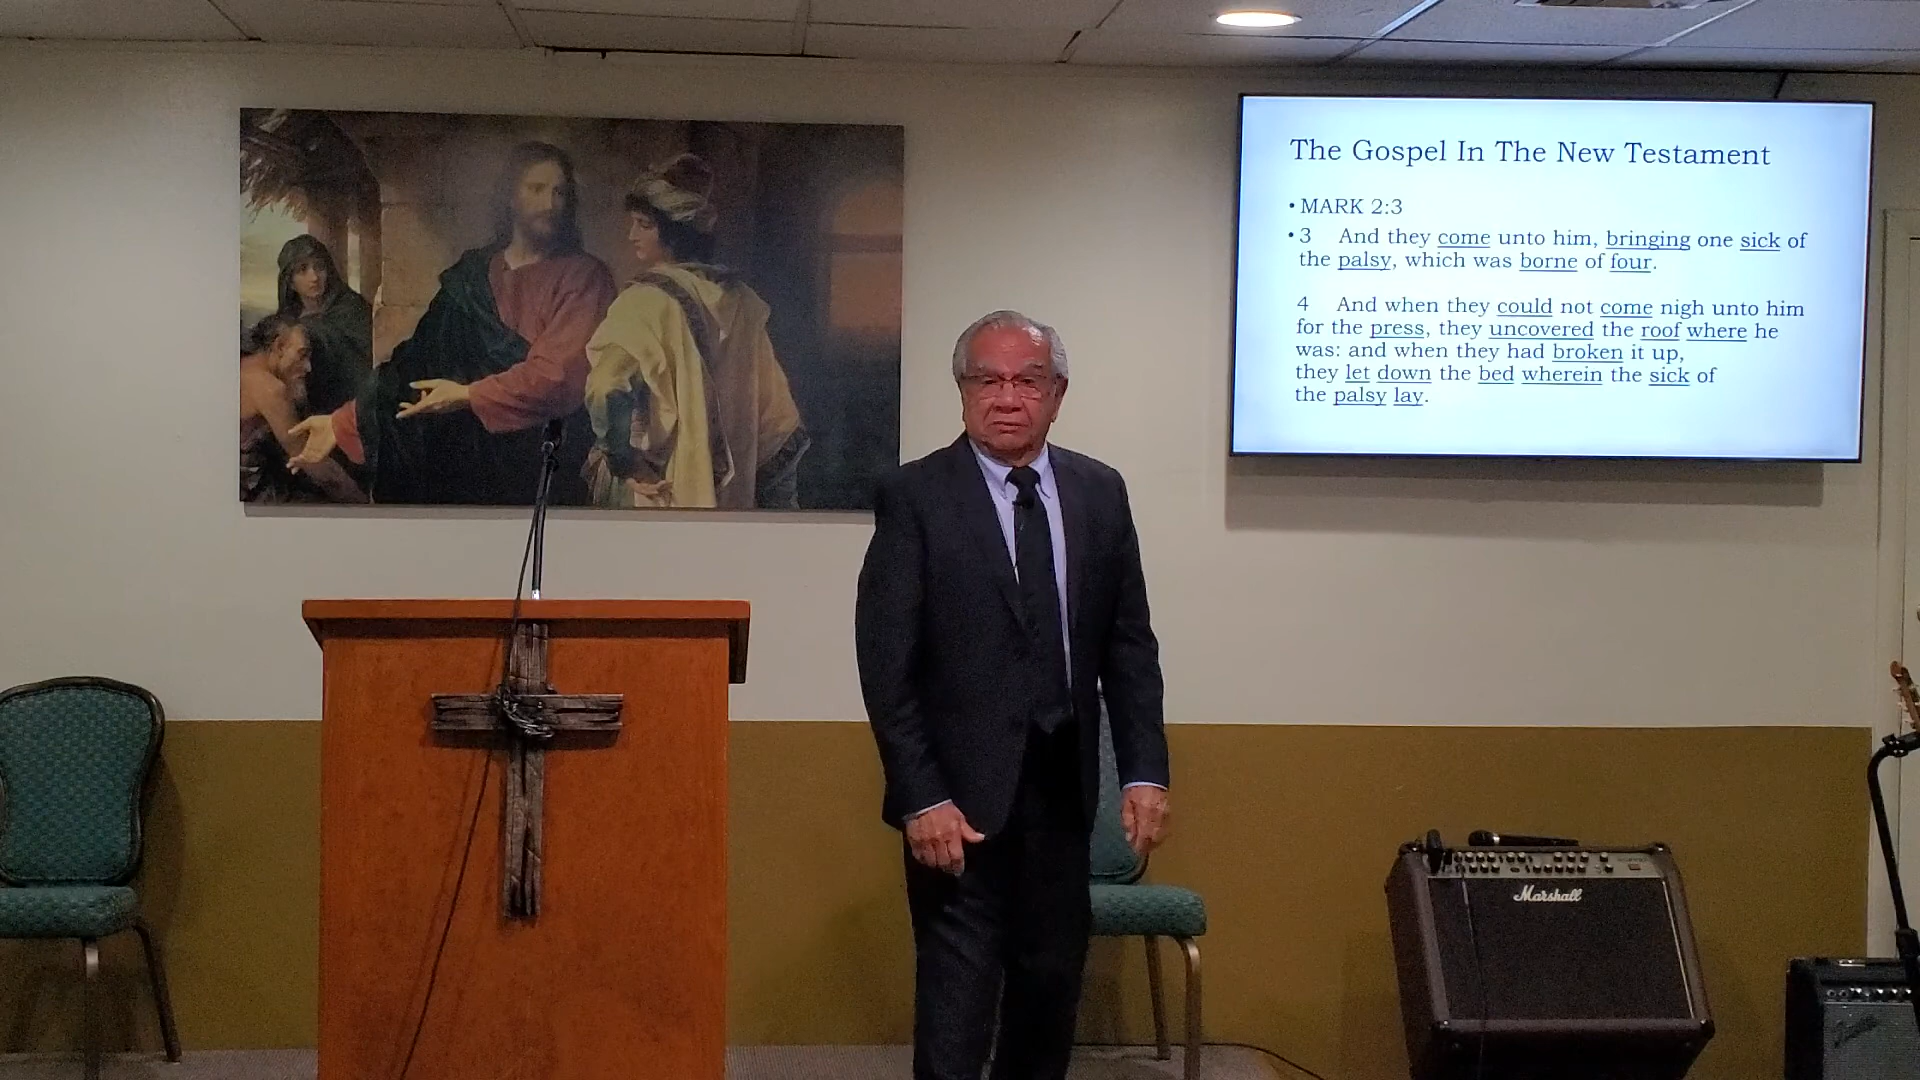 The Gospel In The New Testament
• MARK 2:3
• 3 And they come unto him, bringing one sick of
the palsy, which was borne of four.
4 And when they could not come nigh unto him
for the press, they uncovered the roof where he
was: and when they had broken it up,
they let down the bed wherein the sick of
the palsy lay.
Marshall